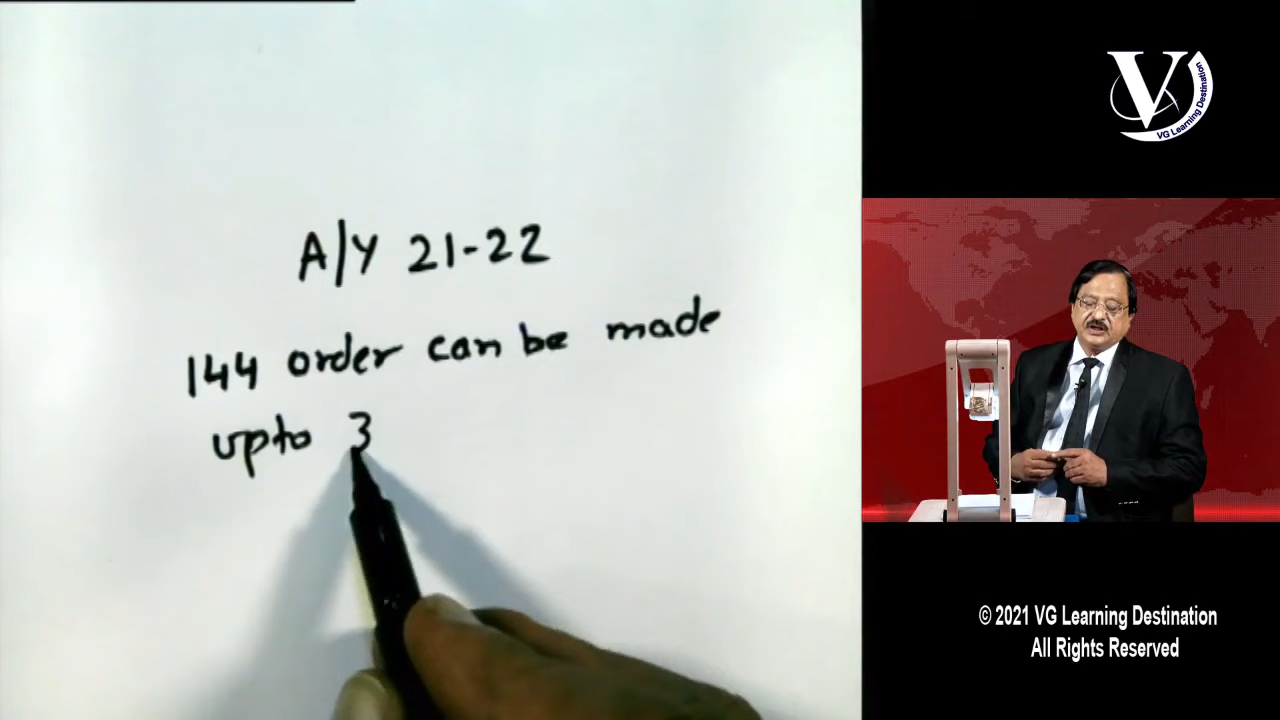 A/Y 21-22
144 order can be made
upto 3
V
VG Learning Destination
© 2021 VG Learning Destination
All Rights Reserved